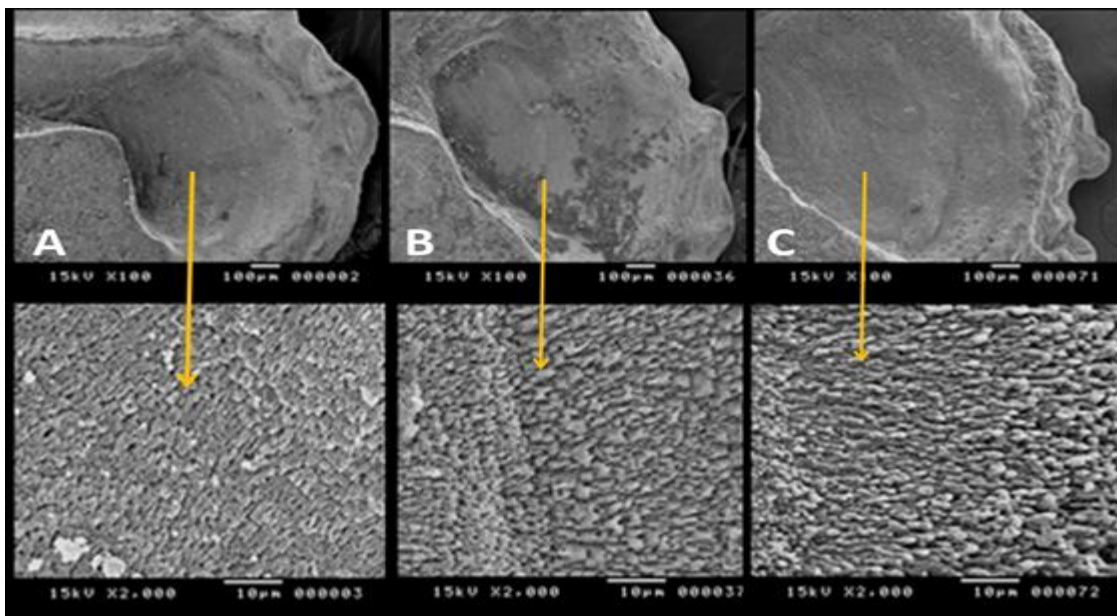 A
B
C
15kV X100 100μm 000002
15kV X100 100μm 000036
15kV X100 100μm 000071
15kV X2,000 10μm 000003
15kV X2,000 10μm 000037
15kV X2,000 10μm 000072